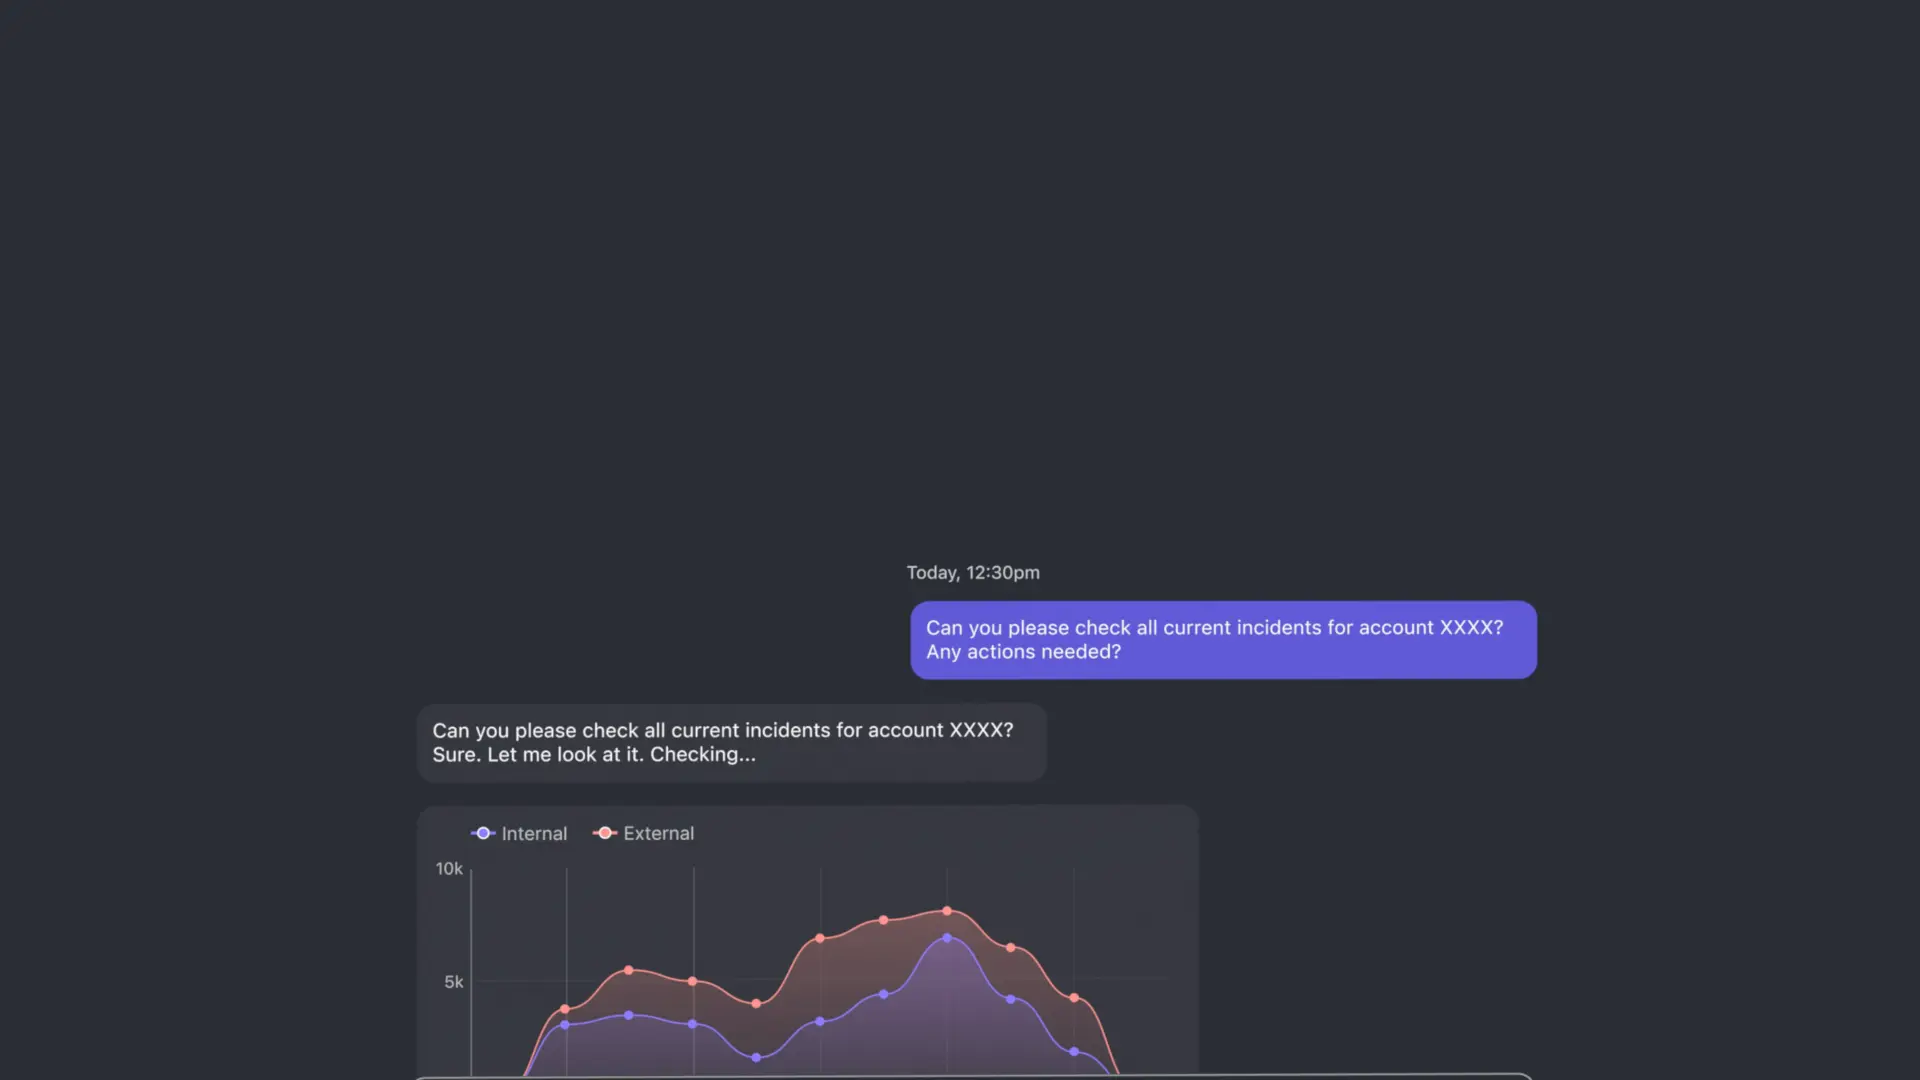 Today, 12:30pm
Can you please check all current incidents for account XXXX?
Any actions needed?
Can you please check all current incidents for account XXXX?
Sure. Let me look at it. Checking...
Internal External
10k
5k